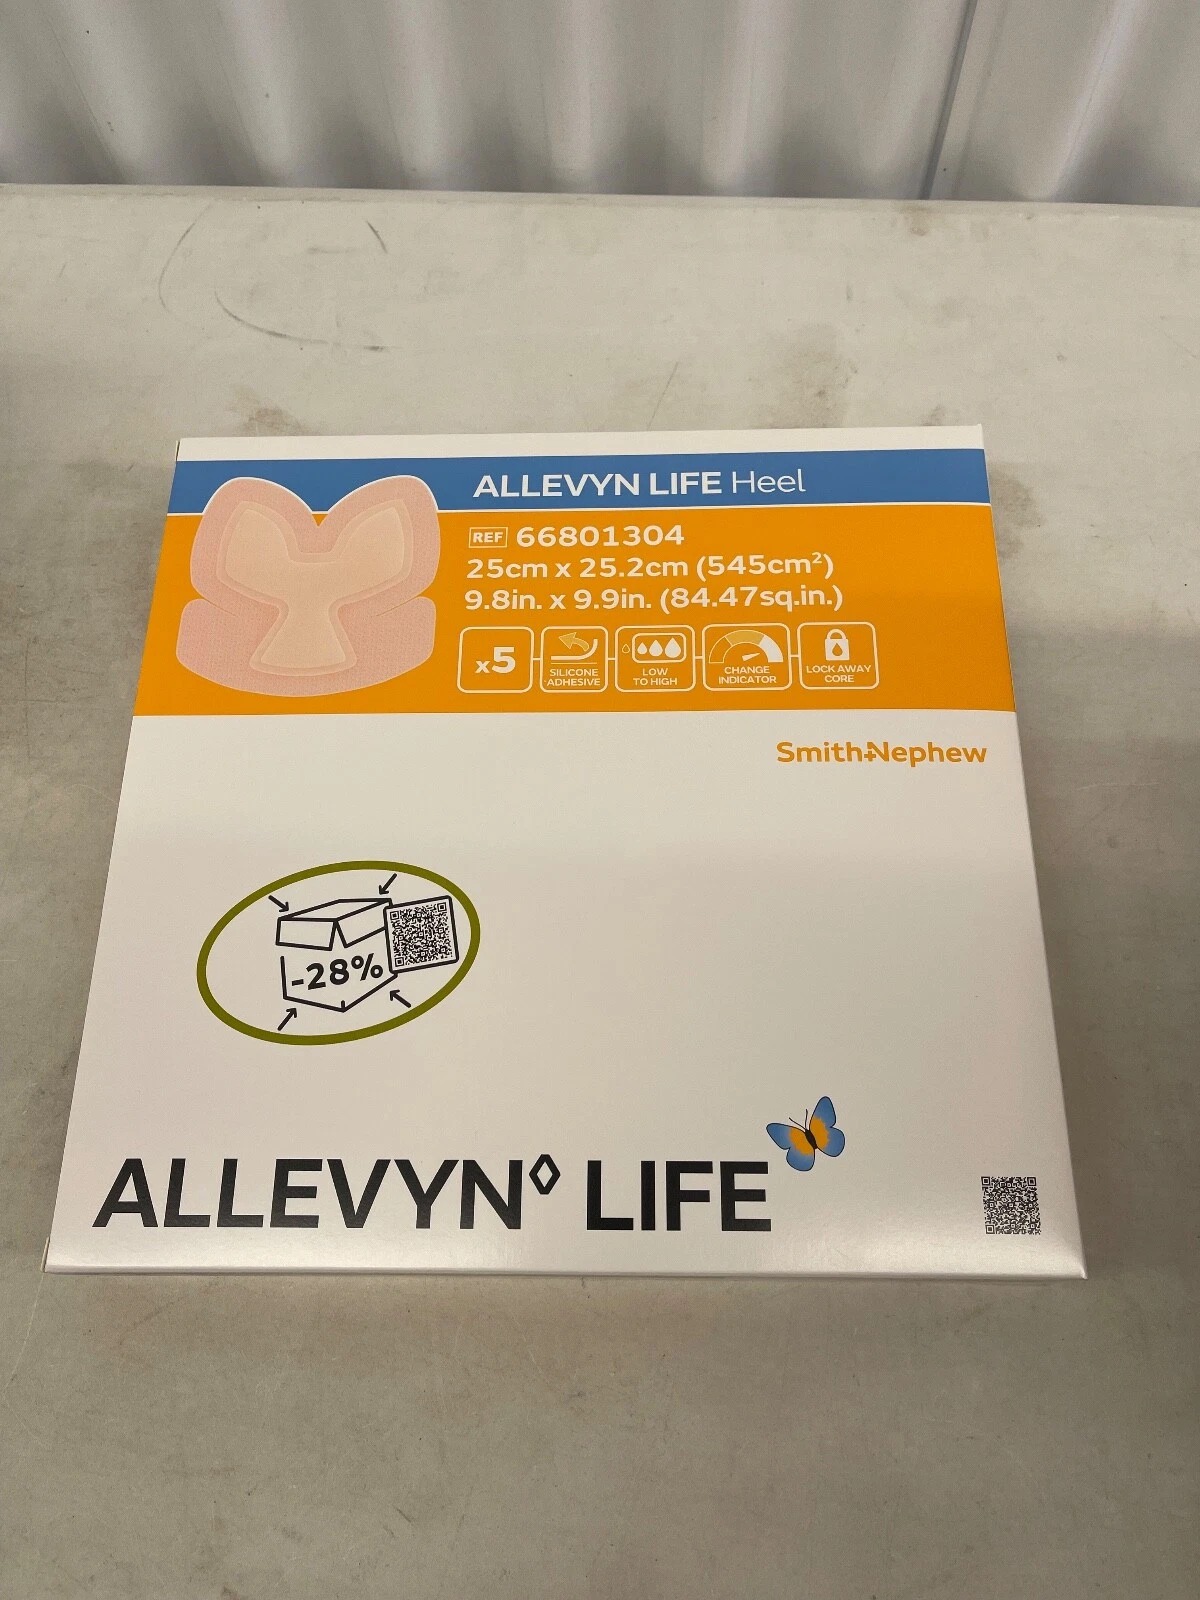 ALLEVYN LIFE Heel
REF 66801304
25cm x 25.2cm (545cm²)
9.8in. x 9.9in. (84.47sq.in.)
x5
SILICONE
ADHESIVE
LOW
TO HIGH
CHANGE
INDICATOR
LOCK AWAY
CORE
Smith+Nephew
-28%
ALLEVYN◊ LIFE